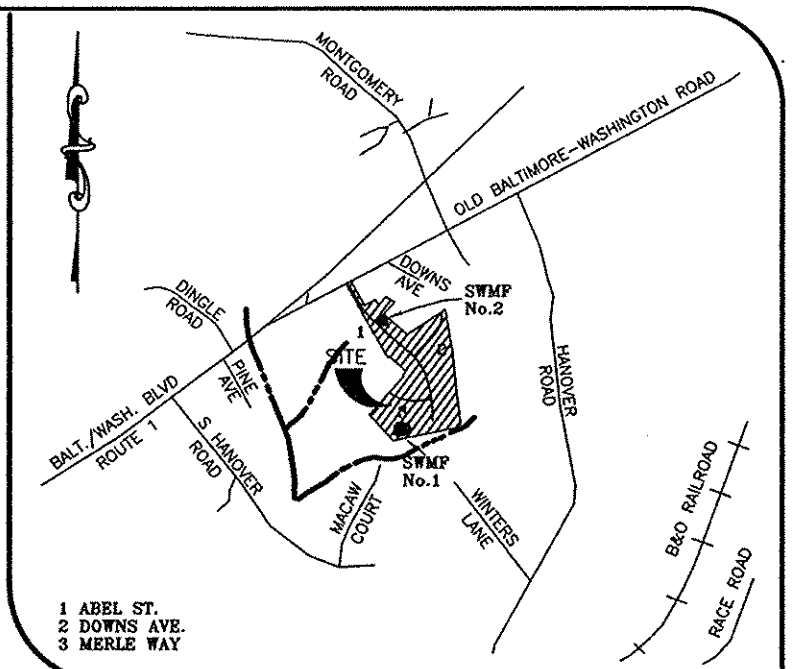 MONTGOMERY
ROAD
OLD BALTIMORE-WASHINGTON ROAD
DOWNS
AVE
SWMF
No.2
DINGLE
ROAD
1
SITE
PINE
AVE
HANOVER
ROAD
BALT./WASH. BLVD
ROUTE 1
S HANOVER
ROAD
SWMF
No.1
MACAW
COURT
WINTERS
LANE
B&O RAILROAD
RACE ROAD
1 ABEL ST.
2 DOWNS AVE.
3 MERLE WAY